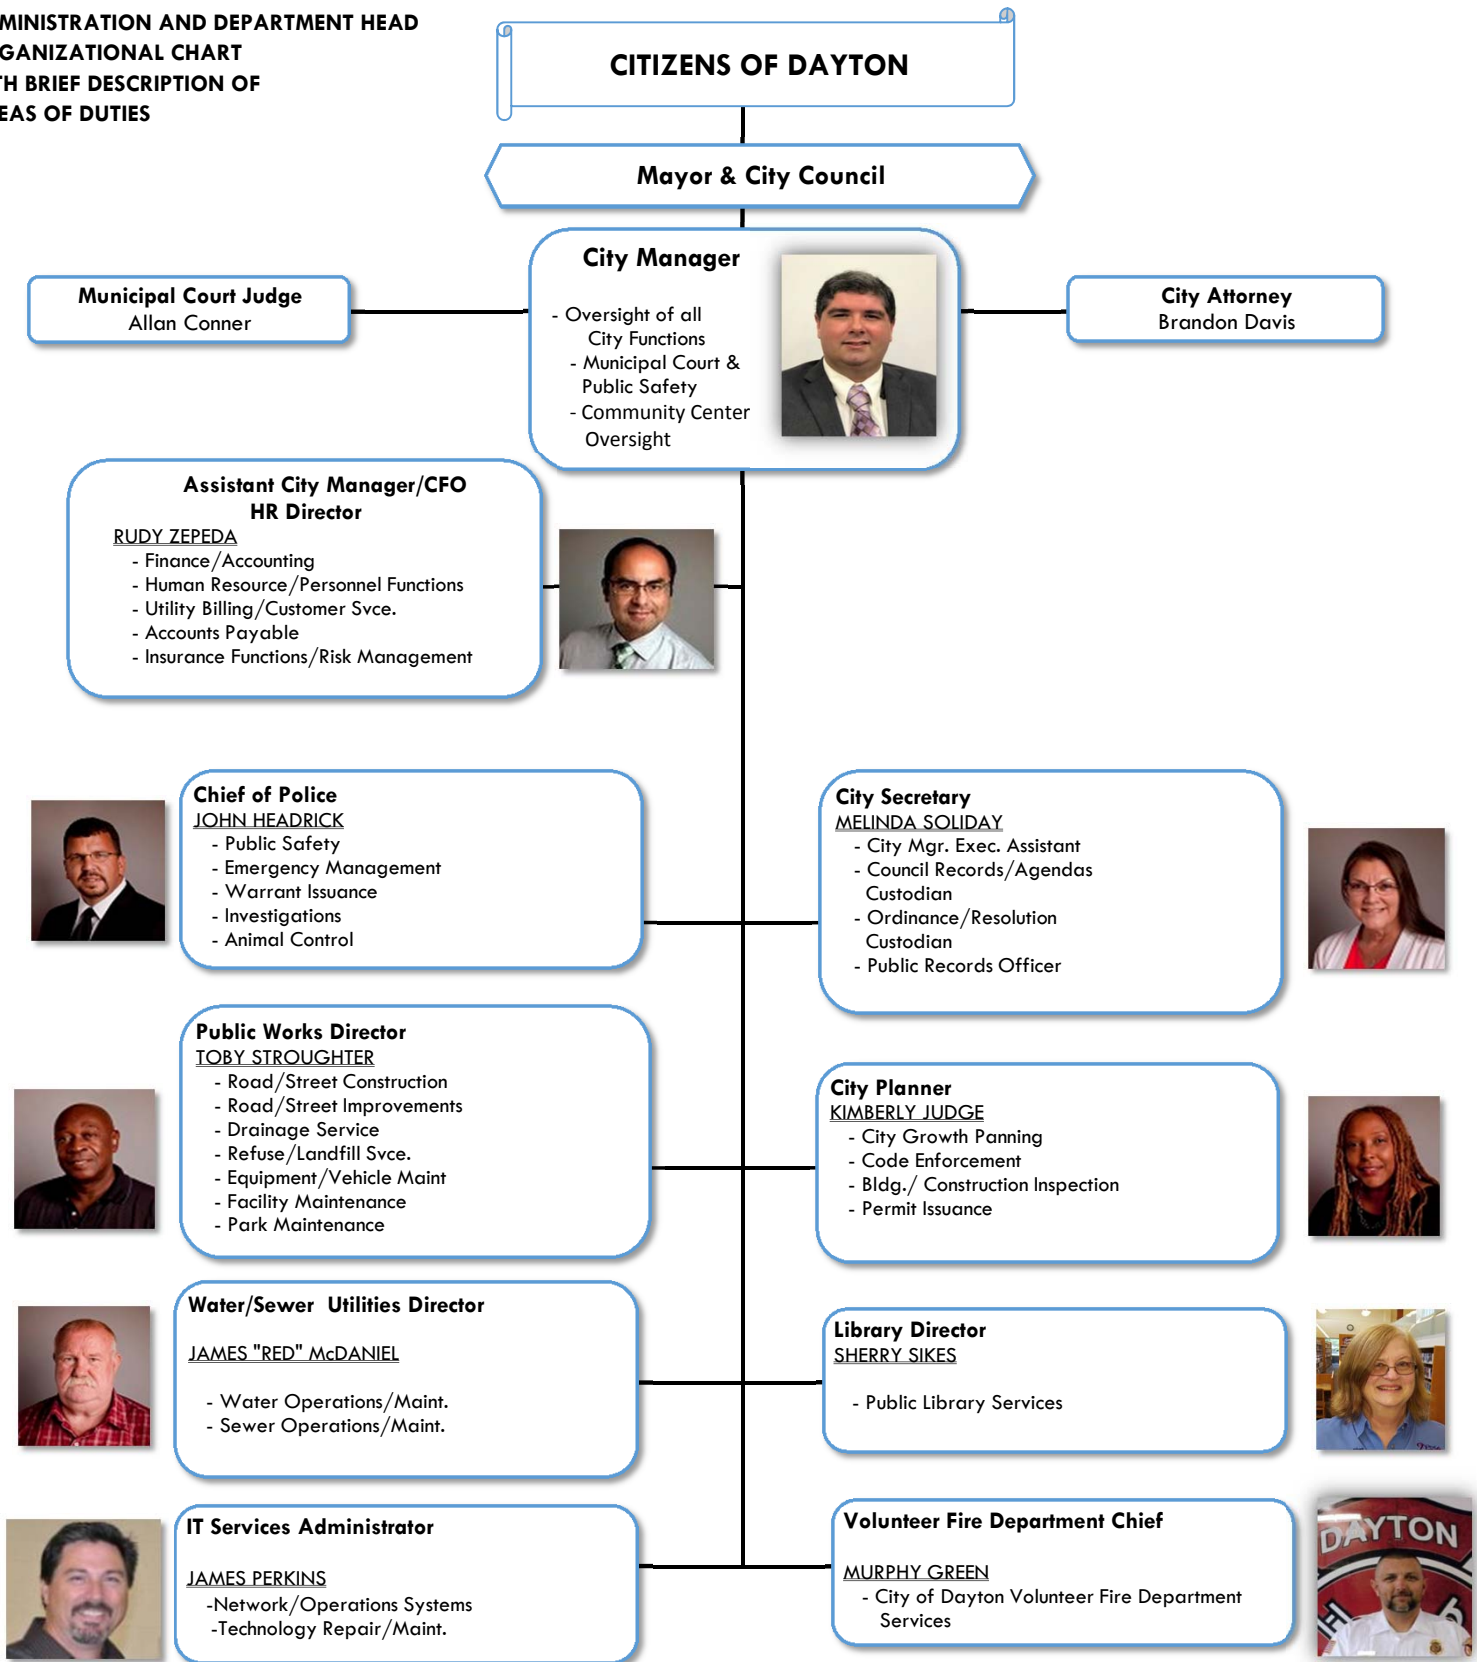 MINISTRATION AND DEPARTMENT HEAD
GANIZATIONAL CHART
TH BRIEF DESCRIPTION OF
EAS OF DUTIES
CITIZENS OF DAYTON
Mayor & City Council
City Manager
- Oversight of all
City Functions
- Municipal Court &
Public Safety
- Community Center
Oversight
Municipal Court Judge
Allan Conner
City Attorney
Brandon Davis
Assistant City Manager/CFO
HR Director
RUDY ZEPEDA
- Finance/Accounting
- Human Resource/Personnel Functions
- Utility Billing/Customer Svce.
- Accounts Payable
- Insurance Functions/Risk Management
Chief of Police
JOHN HEADRICK
- Public Safety
- Emergency Management
- Warrant Issuance
- Investigations
- Animal Control
City Secretary
MELINDA SOLIDAY
- City Mgr. Exec. Assistant
- Council Records/Agendas
Custodian
- Ordinance/Resolution
Custodian
- Public Records Officer
Public Works Director
TOBY STROUGHTER
- Road/Street Construction
- Road/Street Improvements
- Drainage Service
- Refuse/Landfill Svce.
- Equipment/Vehicle Maint
- Facility Maintenance
- Park Maintenance
City Planner
KIMBERLY JUDGE
- City Growth Panning
- Code Enforcement
- Bldg./ Construction Inspection
- Permit Issuance
Water/Sewer  Utilities Director
JAMES "RED" McDANIEL
- Water Operations/Maint.
- Sewer Operations/Maint.
Library Director
SHERRY SIKES
- Public Library Services
IT Services Administrator
JAMES PERKINS
-Network/Operations Systems
-Technology Repair/Maint.
Volunteer Fire Department Chief
MURPHY GREEN
- City of Dayton Volunteer Fire Department
Services
DAYTON